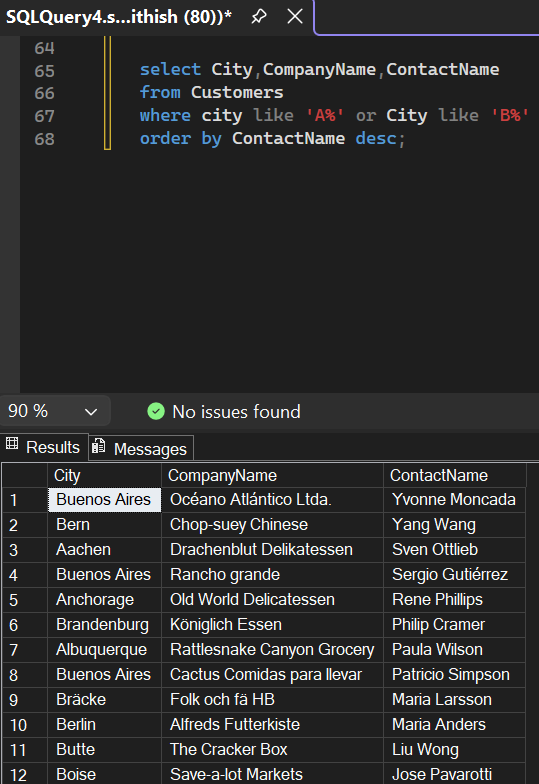 SQLQuery4.s...ithish (80))*
64
65 select City,CompanyName,ContactName
66 from Customers
67 where city like 'A%' or City like 'B%'
68 order by ContactName desc;
90 % No issues found
Results Messages
City CompanyName ContactName
1 Buenos Aires Océano Atlántico Ltda. Yvonne Moncada
2 Bern Chop-suey Chinese Yang Wang
3 Aachen Drachenblut Delikatessen Sven Ottlieb
4 Buenos Aires Rancho grande Sergio Gutiérrez
5 Anchorage Old World Delicatessen Rene Phillips
6 Brandenburg Königlich Essen Philip Cramer
7 Albuquerque Rattlesnake Canyon Grocery Paula Wilson
8 Buenos Aires Cactus Comidas para llevar Patricio Simpson
9 Bräcke Folk och fä HB Maria Larsson
10 Berlin Alfreds Futterkiste Maria Anders
11 Butte The Cracker Box Liu Wong
12 Boise Save-a-lot Markets Jose Pavarotti